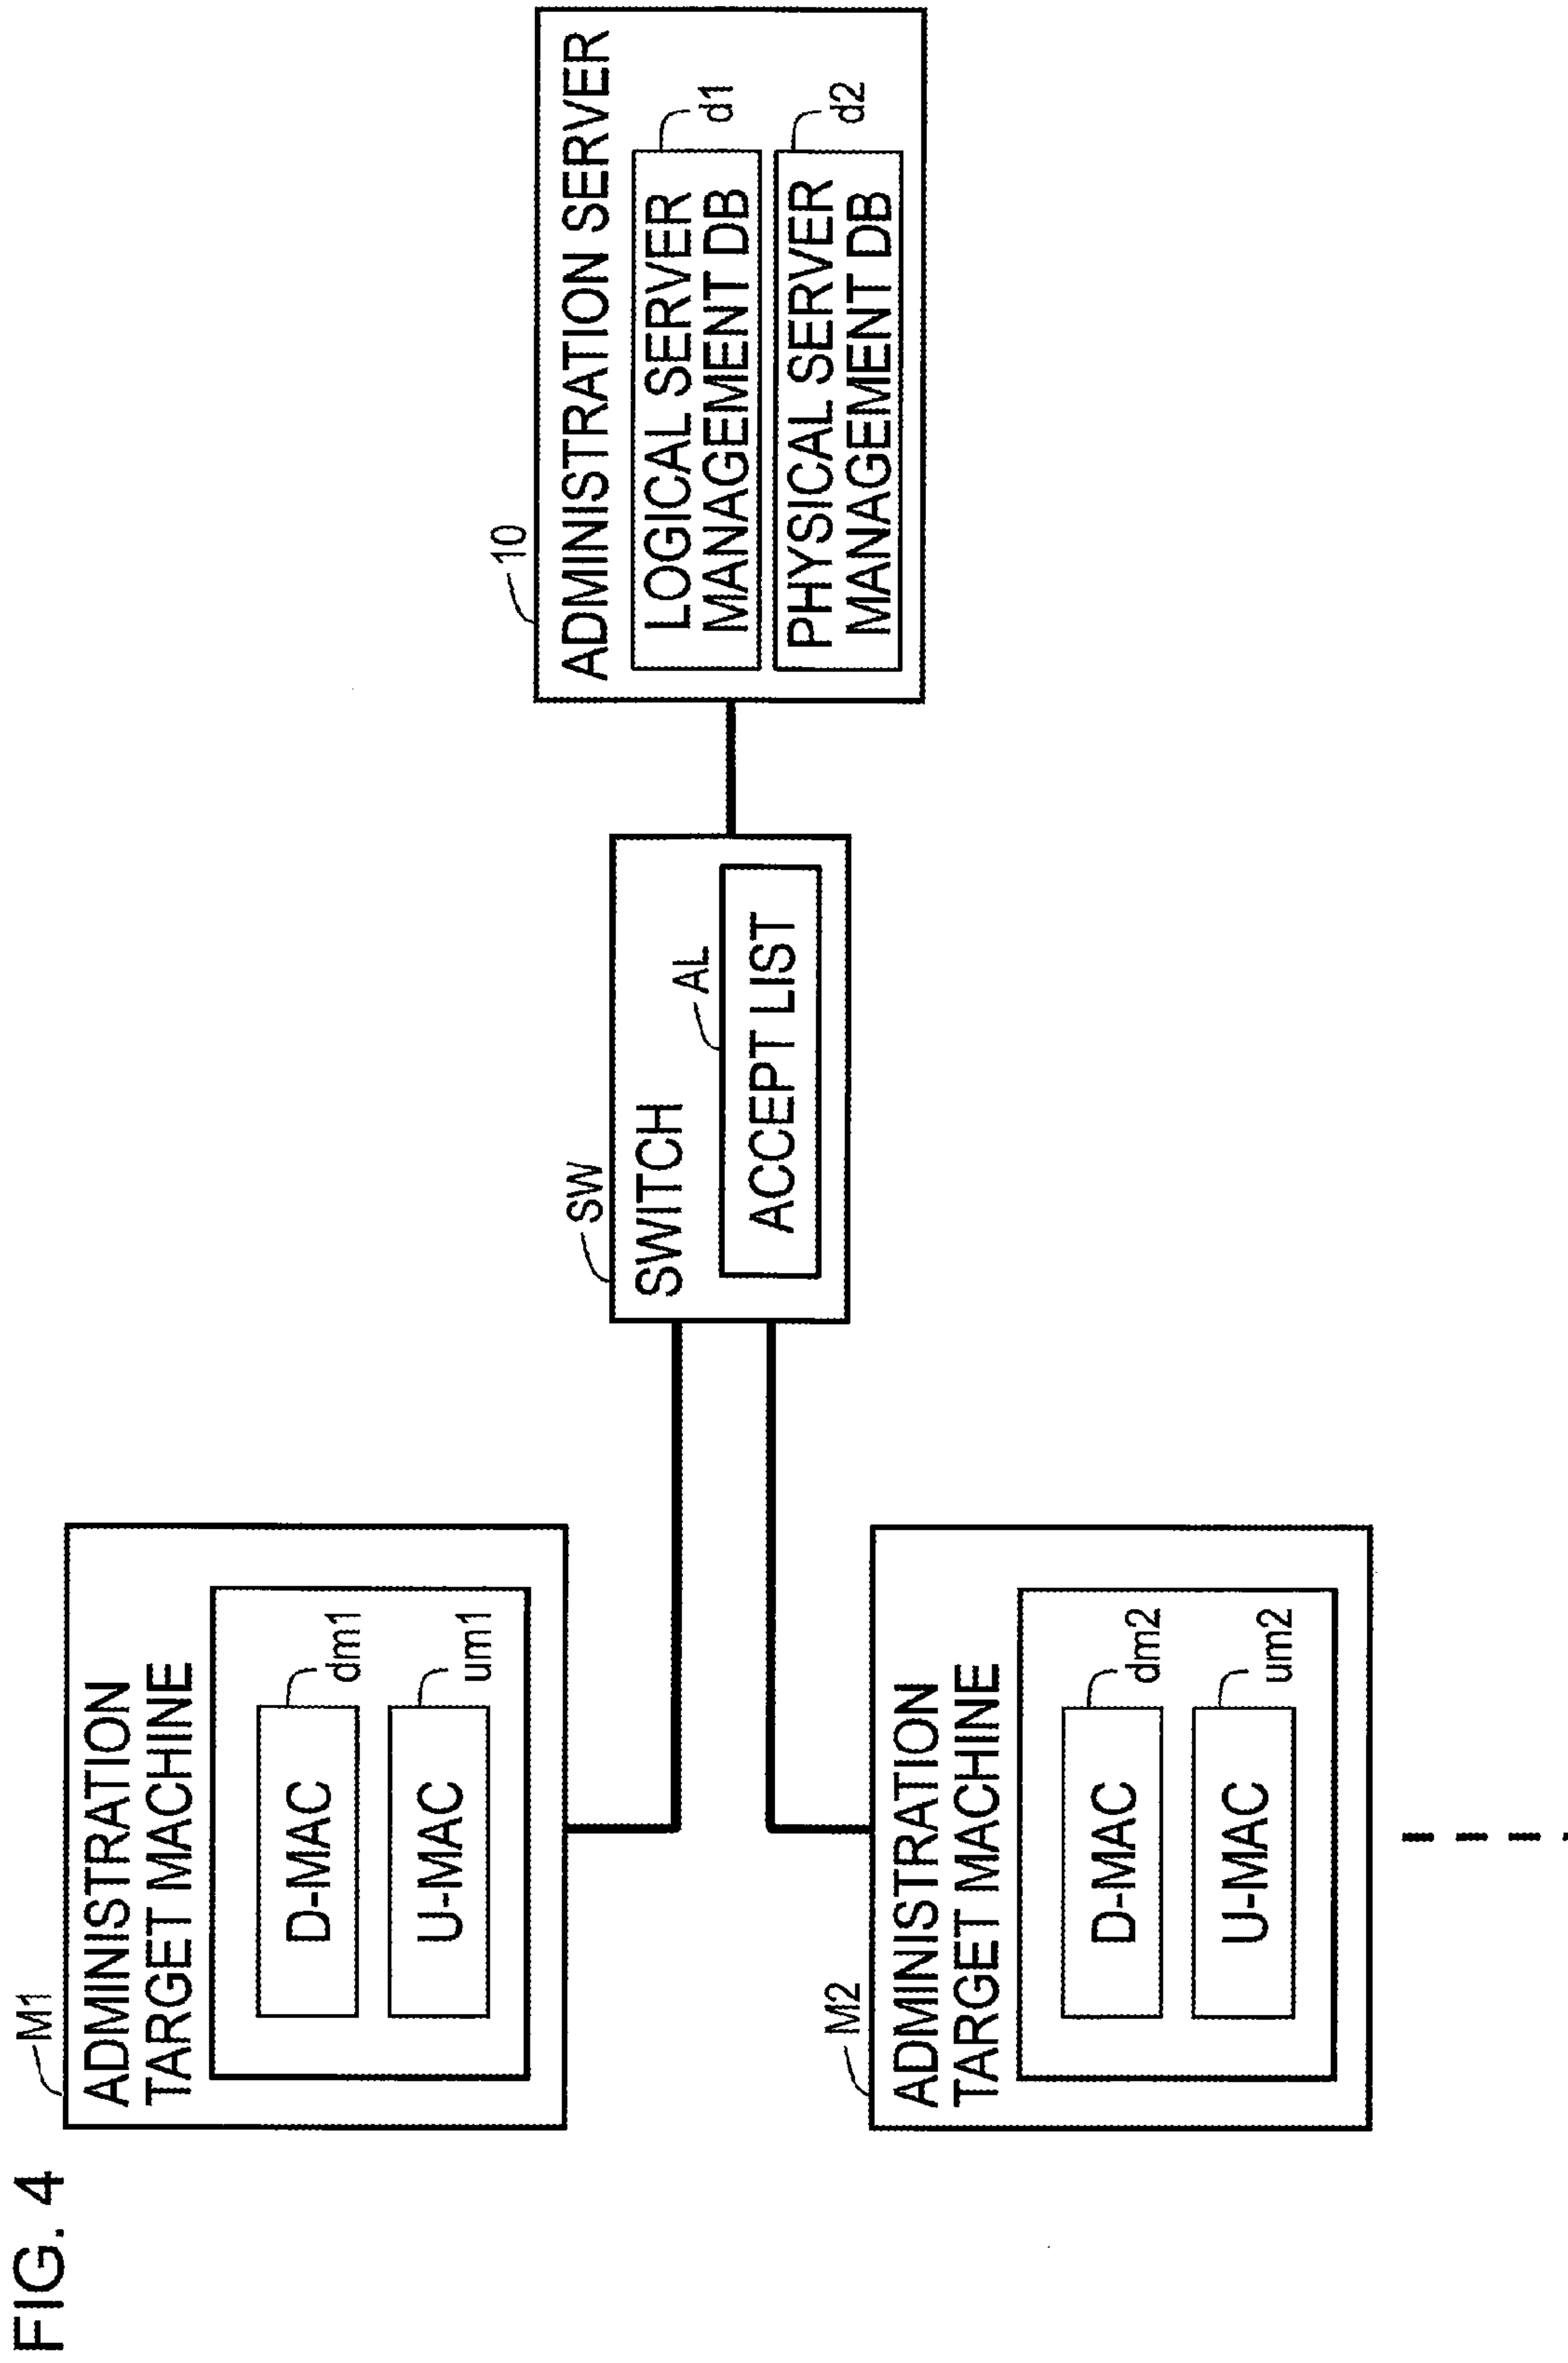 FIG. 4
M1
ADMINISTRATION
TARGET MACHINE
D-MAC
dm1
U-MAC
um1
M2
ADMINISTRATION
TARGET MACHINE
D-MAC
dm2
U-MAC
um2
SW
SWITCH
AL
ACCEPT LIST
10
ADMINISTRATION SERVER
LOGICAL SERVER
MANAGEMENT DB
d1
PHYSICAL SERVER
MANAGEMENT DB
d2